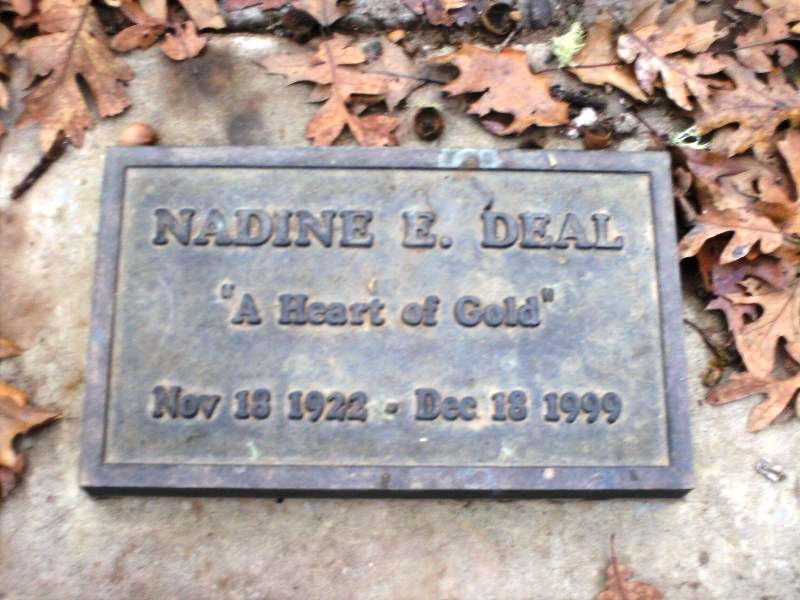 NADINE E. DEAL
"A Heart of Gold"
Nov 18 1922 - Dec 18 1999